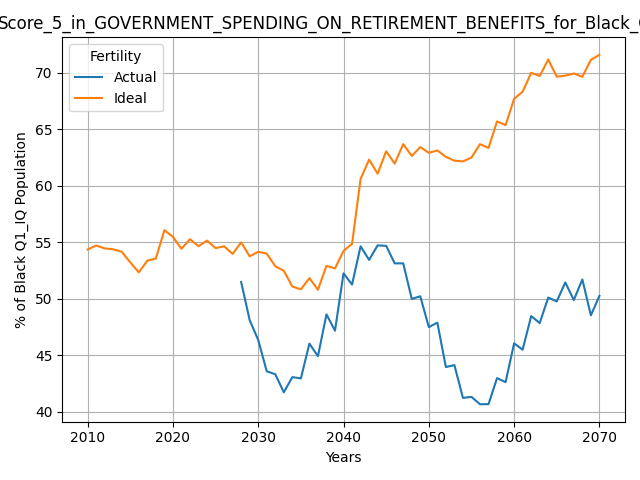 Score_5_in_GOVERNMENT_SPENDING_ON_RETIREMENT_BENEFITS_for_Black_
Fertility
Actual
Ideal
70
65
60
55
50
45
40
% of Black Q1_IQ Population
2010 2020 2030 2040 2050 2060 2070
Years